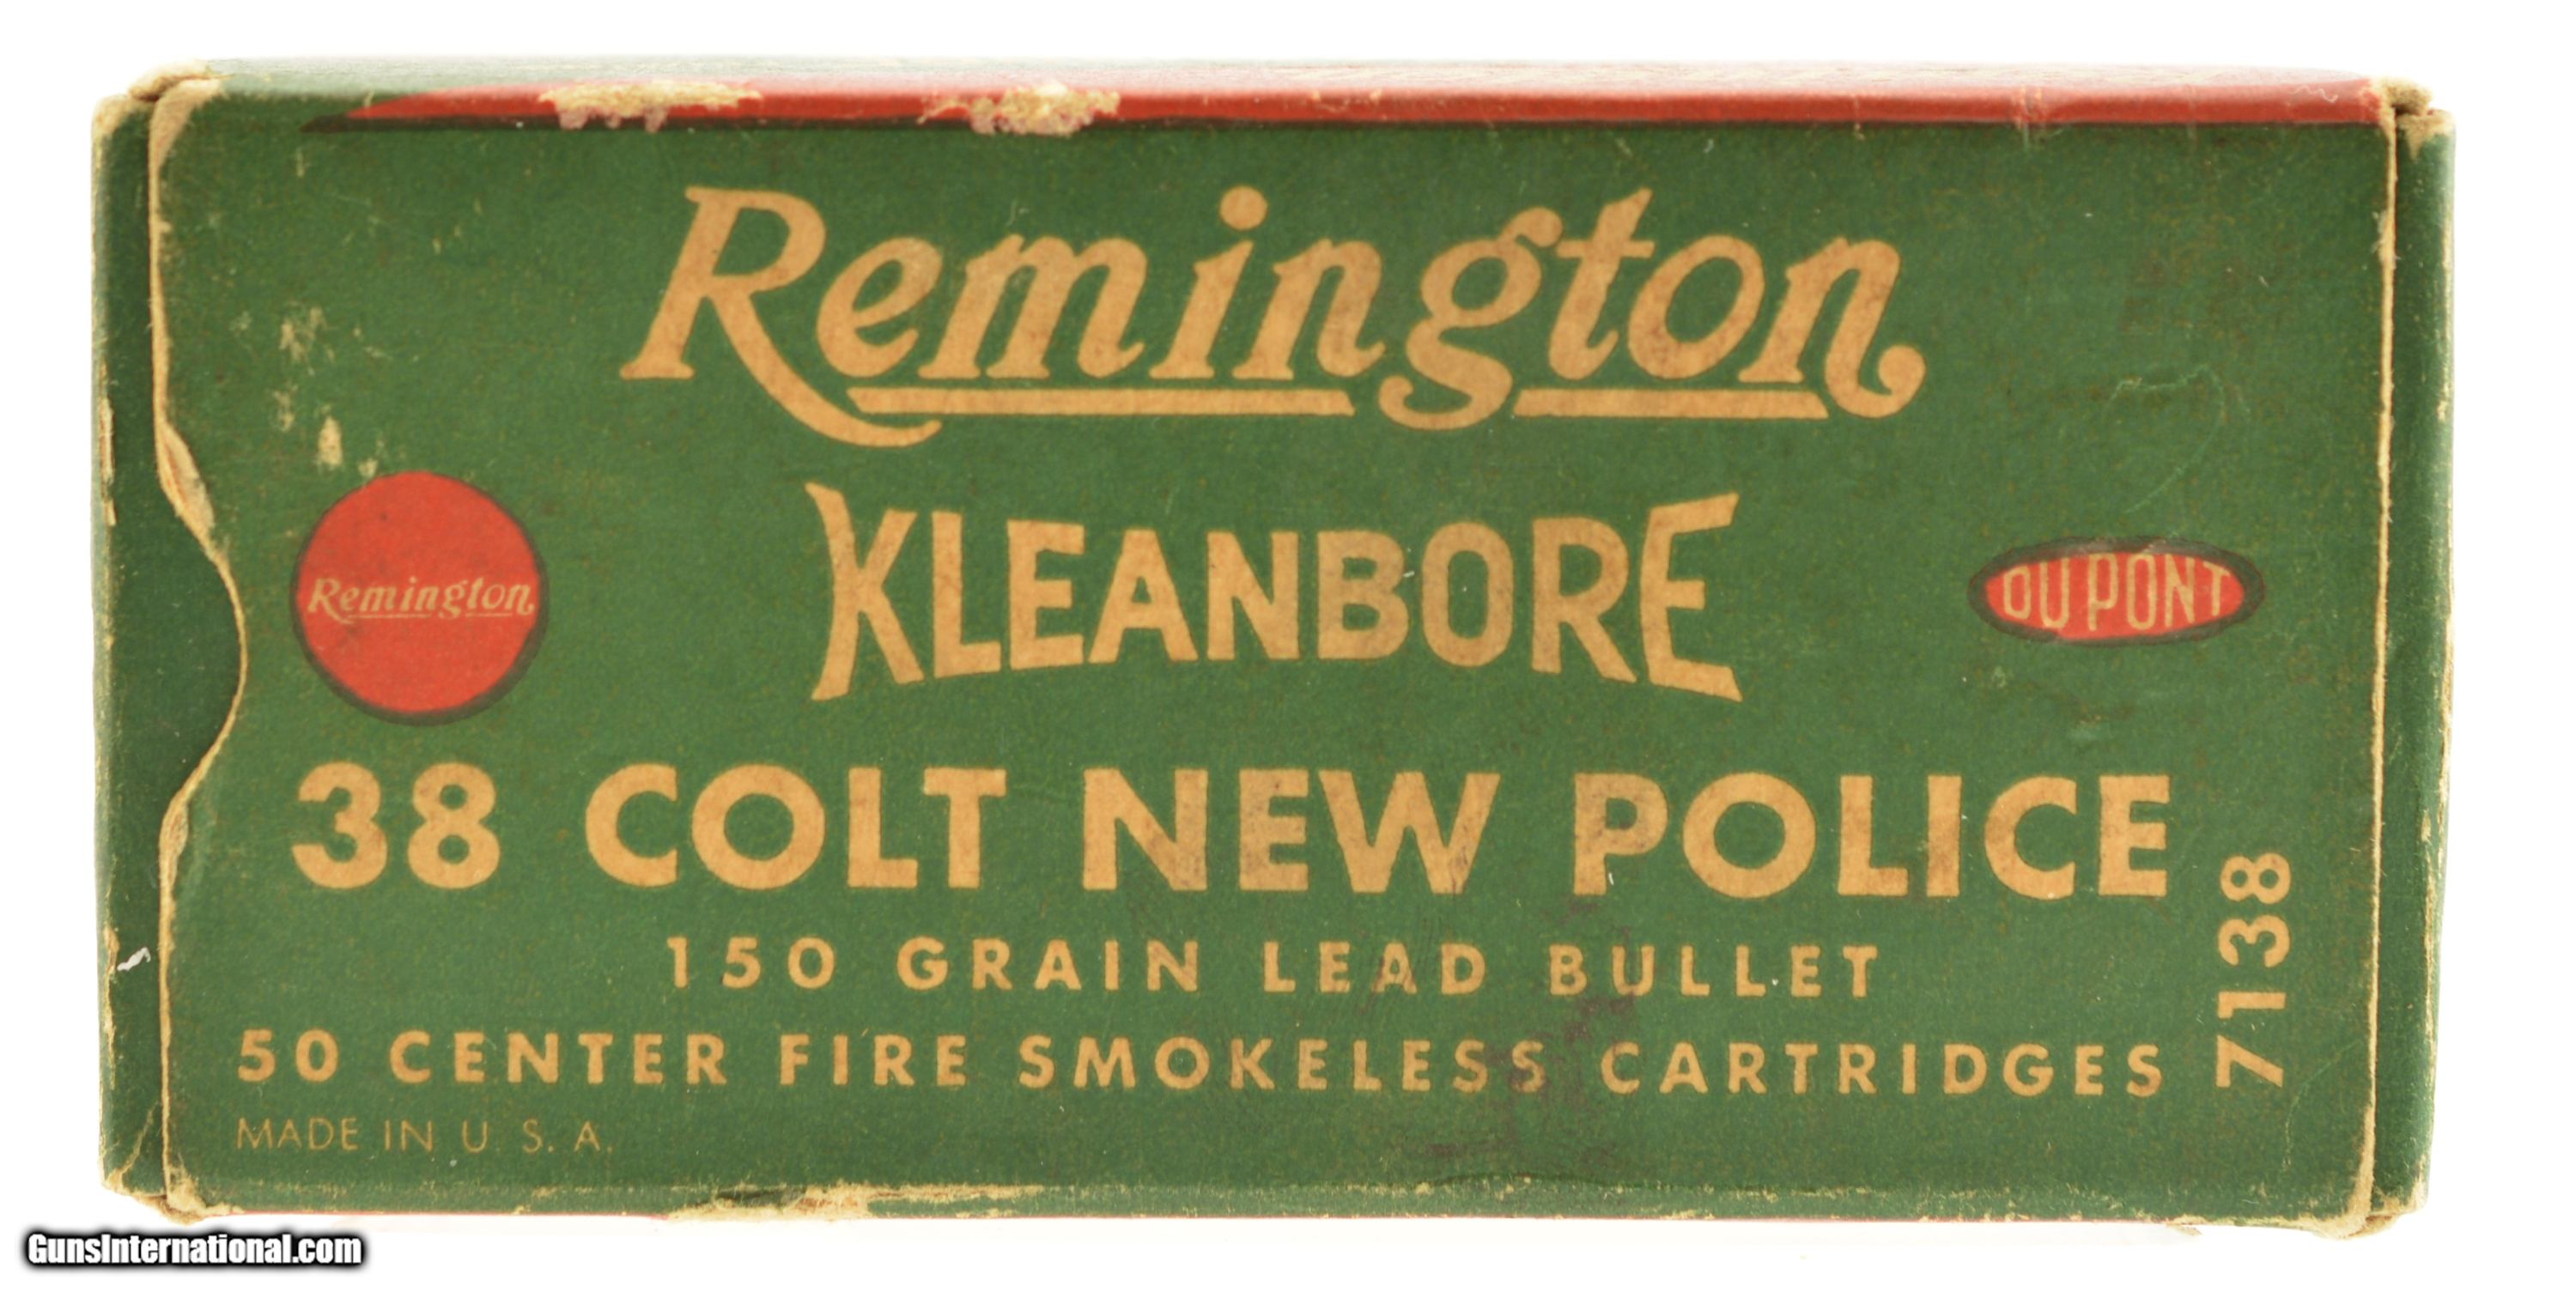 Remington
KLEANBORE
Remington
DU PONT
38 COLT NEW POLICE
7138
150 GRAIN LEAD BULLET
50 CENTER FIRE SMOKELESS CARTRIDGES
MADE IN U. S. A.
GunsInternational.com